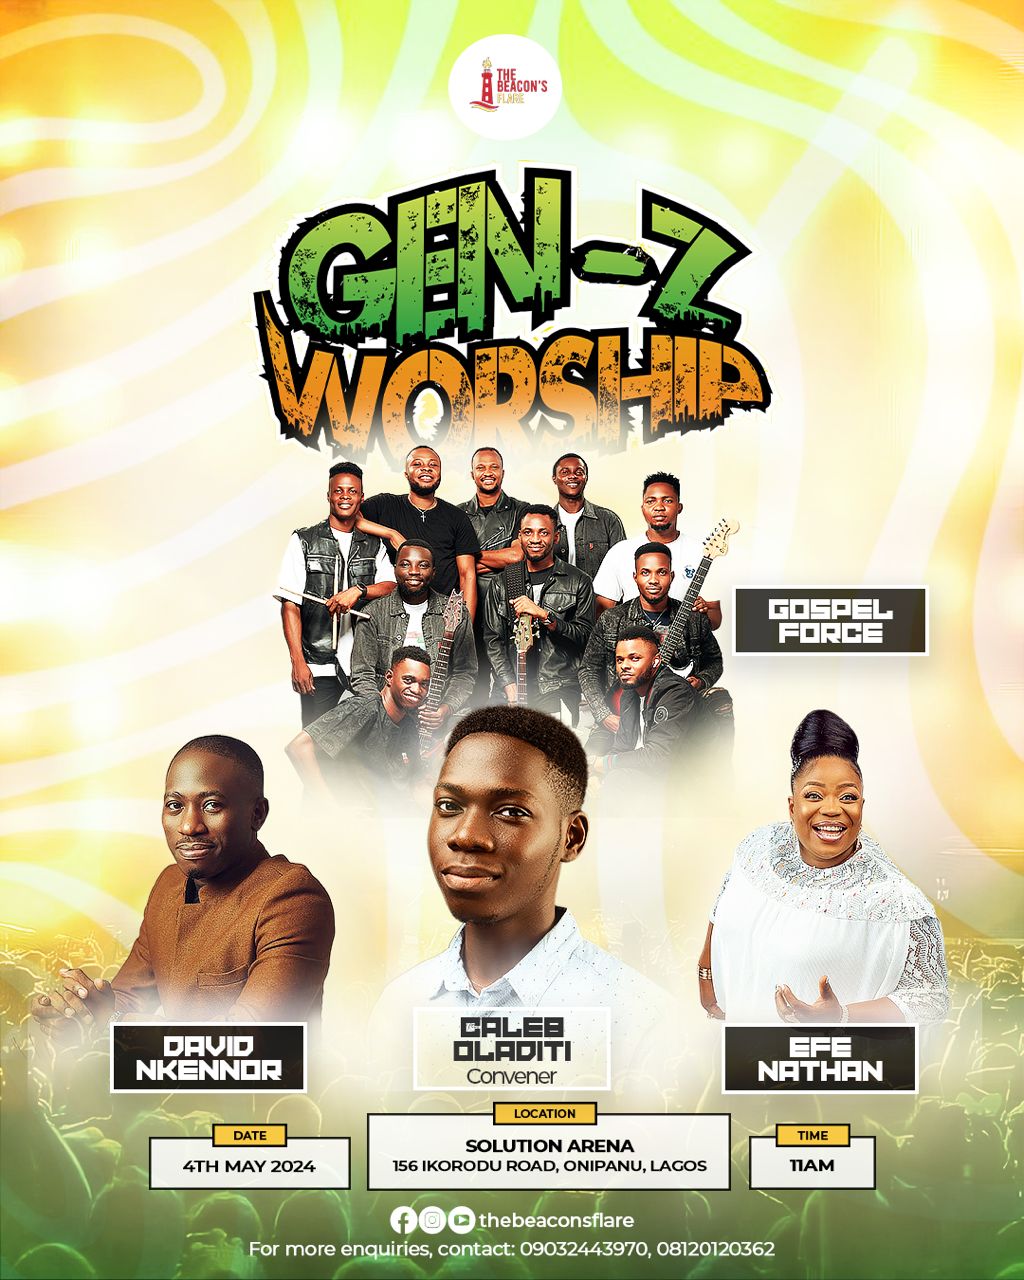 THE
BEACON'S
FLARE
GEN-Z
WORSHIP
GOSPEL
FORCE
DAVID
NKENNOR
CALEB
OLADITI
Convener
EFE
NATHAN
DATE
4TH MAY 2024
LOCATION
SOLUTION ARENA
156 IKORODU ROAD, ONIPANU, LAGOS
TIME
11AM
thebeaconsflare
For more enquiries, contact: 09032443970, 08120120362